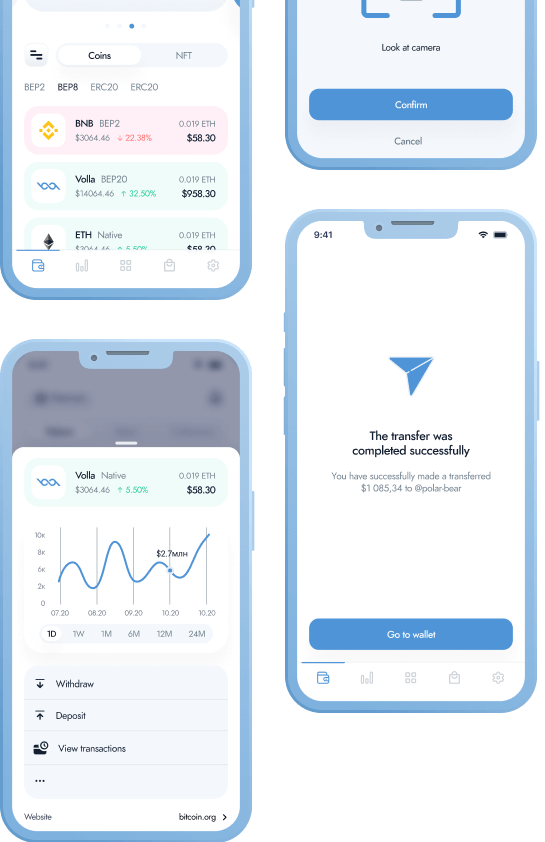 Coins NFT
BEP2 BEP8 ERC20 ERC20
BNB BEP2 0.019 ETH
$3064.46 ↓ 22.38% $58.30
Volla BEP20 0.019 ETH
$14064.46 ↑ 32.50% $958.30
ETH Native 0.019 ETH
$3064.46 ↑ 5.50% $58.30
Look at camera
Confirm
Cancel
Volla Native 0.019 ETH
$3064.46 ↑ 5.50% $58.30
$2.7млн
10к
8к
6к
2к
0
07.20 08.20 09.20 10.20 10.20
1D 1W 1M 6M 12M 24M
Withdraw
Deposit
View transactions
...
Website bitcoin.org >
9:41
The transfer was
completed successfully
You have successfully made a transferred
$1 085,34 to @polar-bear
Go to wallet